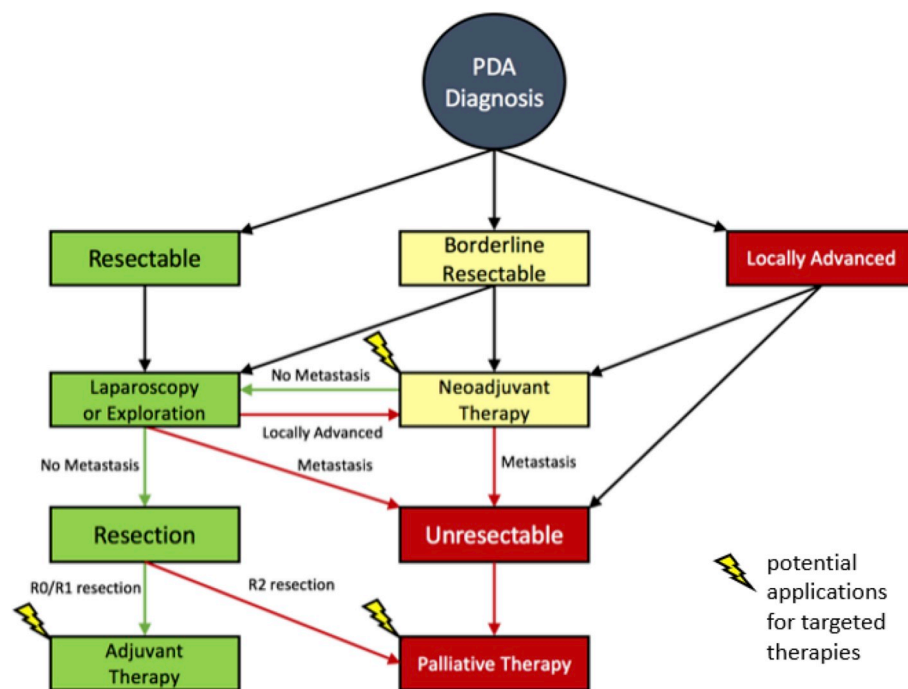 PDA
Diagnosis
Resectable
Borderline
Resectable
Locally Advanced
Laparoscopy
or Exploration
No Metastasis
Locally Advanced
Neoadjuvant
Therapy
No Metastasis
Metastasis
Metastasis
Resection
Unresectable
R0/R1 resection
R2 resection
Adjuvant
Therapy
Palliative Therapy
potential
applications
for targeted
therapies